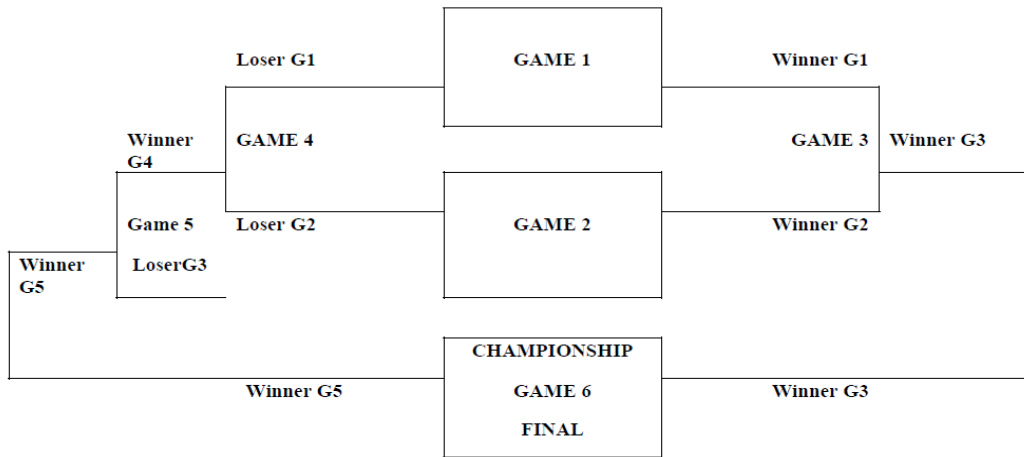 Loser G1
GAME 1
Winner G1
Winner
G4
GAME 4
GAME 3
Winner G3
Game 5
Loser G2
GAME 2
Winner G2
Winner
G5
LoserG3
CHAMPIONSHIP
Winner G5
GAME 6
Winner G3
FINAL